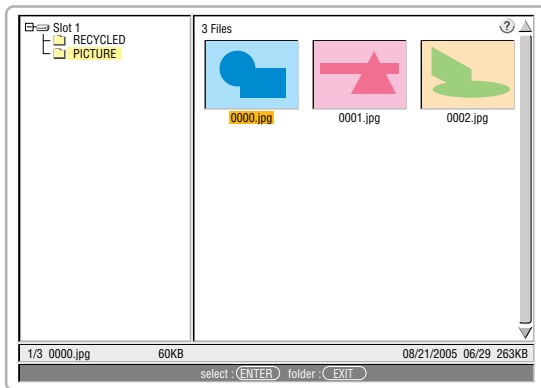 Slot 1
RECYCLED
PICTURE
3 Files
?
0000.jpg 0001.jpg 0002.jpg
1/3 0000.jpg 60KB 08/21/2005 06/29 263KB
select : ENTER folder : EXIT